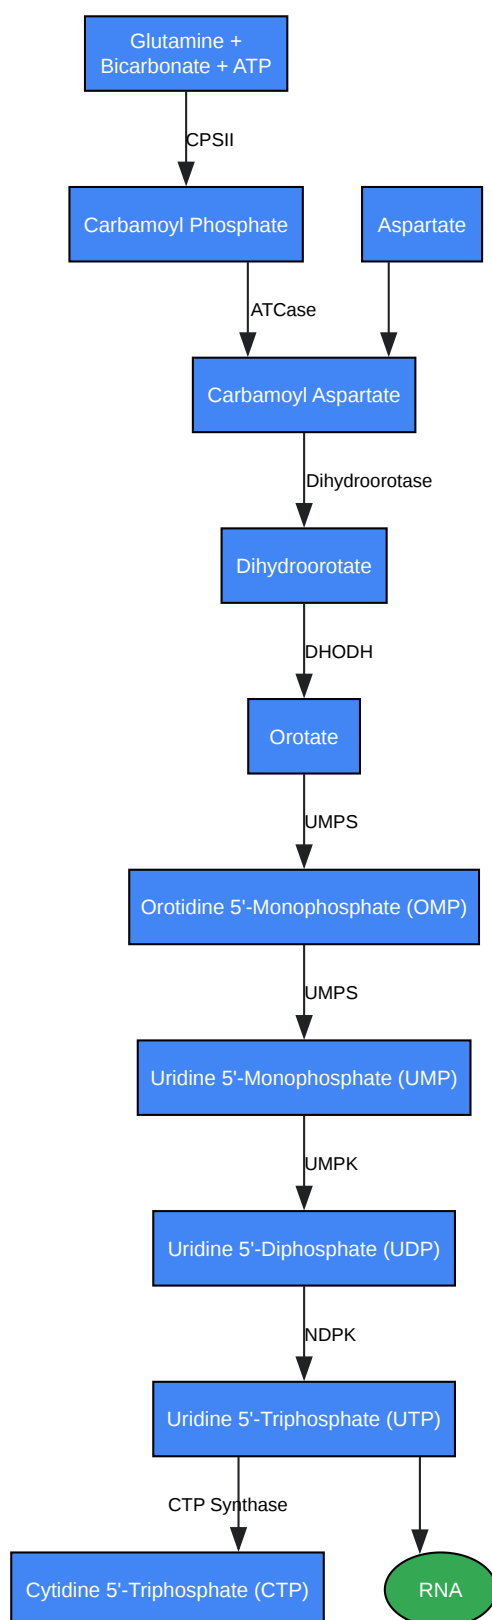 Glutamine +
Bicarbonate + ATP
CPSII
Carbamoyl Phosphate
Aspartate
ATCase
Carbamoyl Aspartate
Dihydroorotase
Dihydroorotate
DHODH
Orotate
UMPS
Orotidine 5'-Monophosphate (OMP)
UMPS
Uridine 5'-Monophosphate (UMP)
UMPK
Uridine 5'-Diphosphate (UDP)
NDPK
Uridine 5'-Triphosphate (UTP)
CTP Synthase
Cytidine 5'-Triphosphate (CTP)
RNA